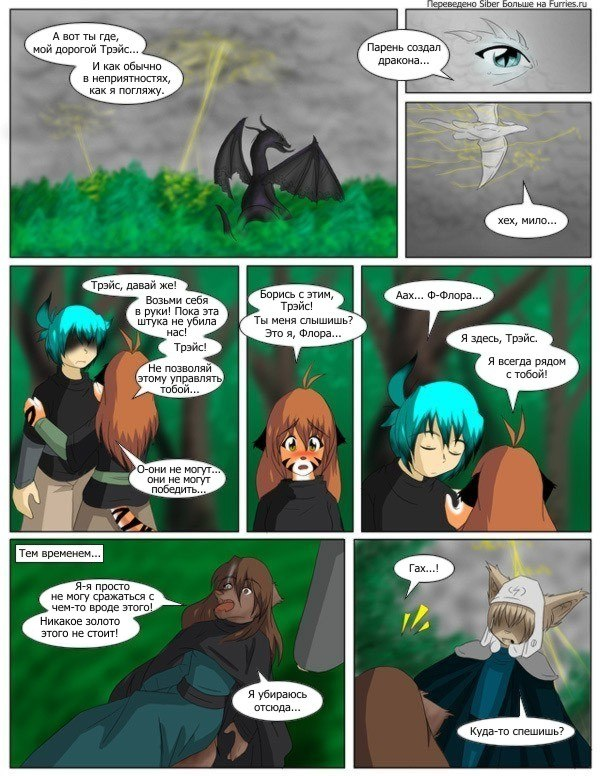 Переведено Siber Больше на Furries.ru
А вот ты где,
мой дорогой Трэйс...
И как обычно
в неприятностях,
как я погляжу.
Парень создал
дракона...
хех, мило...
Трэйс, давай же!
Возьми себя
в руки! Пока эта
штука не убила
нас!
Трэйс!
Не позволяй
этому управлять
тобой...
О-они не могут...
они не могут
победить...
Борись с этим,
Трэйс!
Ты меня слышишь?
Это я, Флора...
Аах... Ф-Флора...
Я здесь, Трэйс.
Я всегда рядом
с тобой!
Тем временем...
Я-я просто
не могу сражаться с
чем-то вроде этого!
Никакое золото
этого не стоит!
Я убираюсь
отсюда...
Гах...!
Куда-то спешишь?